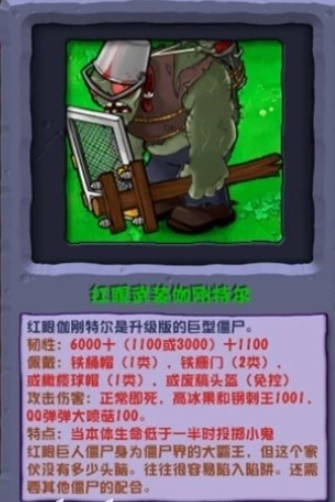 红眼武装伽刚特尔
红眼伽刚特尔是升级版的巨型僵尸。
韧性：6000＋（1100或3000）＋1100
佩戴：铁桶帽（1类），铁栅门（2类），
或橄榄球帽（1类），或废稿头盔（免控）
攻击伤害：正常即死，高冰果和锅刺王1001，
QQ弹弹大喷菇100。
特点：当本体生命低于一半时投掷小鬼
红眼巨人僵尸身为僵尸界的大霸王，但这个家
伙没有多少头脑。往往很容易陷入陷阱。还需
要其他僵尸的配合。